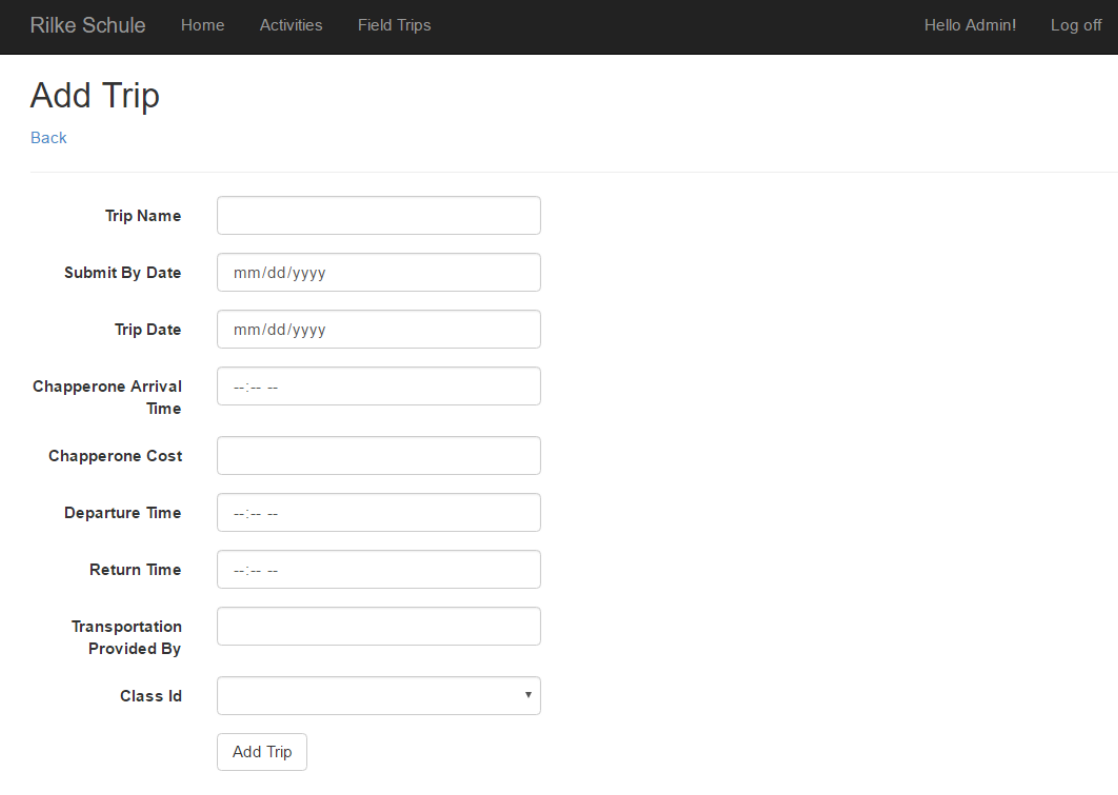 Rilke Schule Home Activities Field Trips Hello Admin! Log off
Add Trip
Back
Trip Name
Submit By Date mm/dd/yyyy
Trip Date mm/dd/yyyy
Chapperone Arrival --:-- --
Time
Chapperone Cost
Departure Time --:-- --
Return Time --:-- --
Transportation
Provided By
Class Id
Add Trip